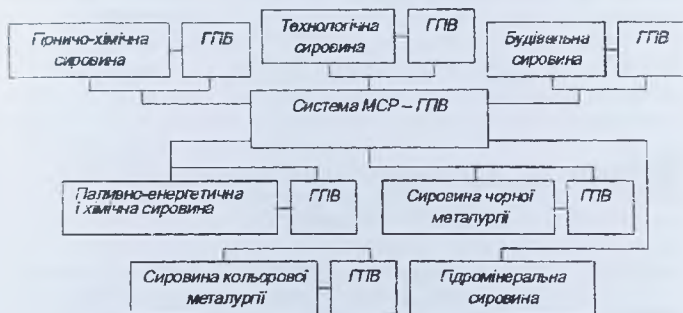 Гірничо-хімічна
сировина
ГПБ
Технологічна
сировина
ГПВ
Будівельна
сировина
ГПВ
Система МСР – ГПВ
Паливно-енергетична
і хімічна сировина
ГПВ
Сировина чорної
металургії
ГПВ
Сировина кольорової
металургії
ГПВ
Гідромінеральна
сировина